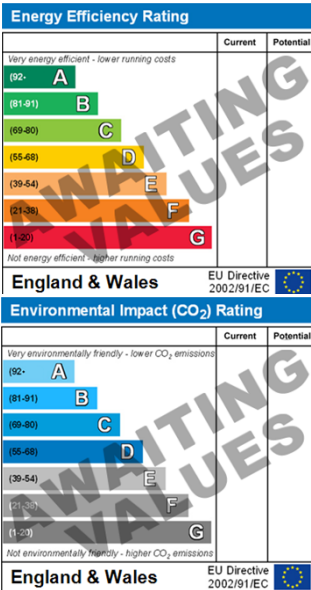 Energy Efficiency Rating
Current Potential
Very energy efficient - lower running costs
(92- A
(81-91) B
(69-80) C
(55-68) D
(39-54) E
(21-38) F
(1-20) G
Not energy efficient - higher running costs
AWAITING
VALUES
England & Wales
EU Directive
2002/91/EC
Environmental Impact (CO₂) Rating
Current Potential
Very environmentally friendly - lower CO₂ emissions
(92- A
(81-91) B
(69-80) C
(55-68) D
(39-54) E
(21-38) F
(1-20) G
Not environmentally friendly - higher CO₂ emissions
AWAITING
VALUES
England & Wales
EU Directive
2002/91/EC